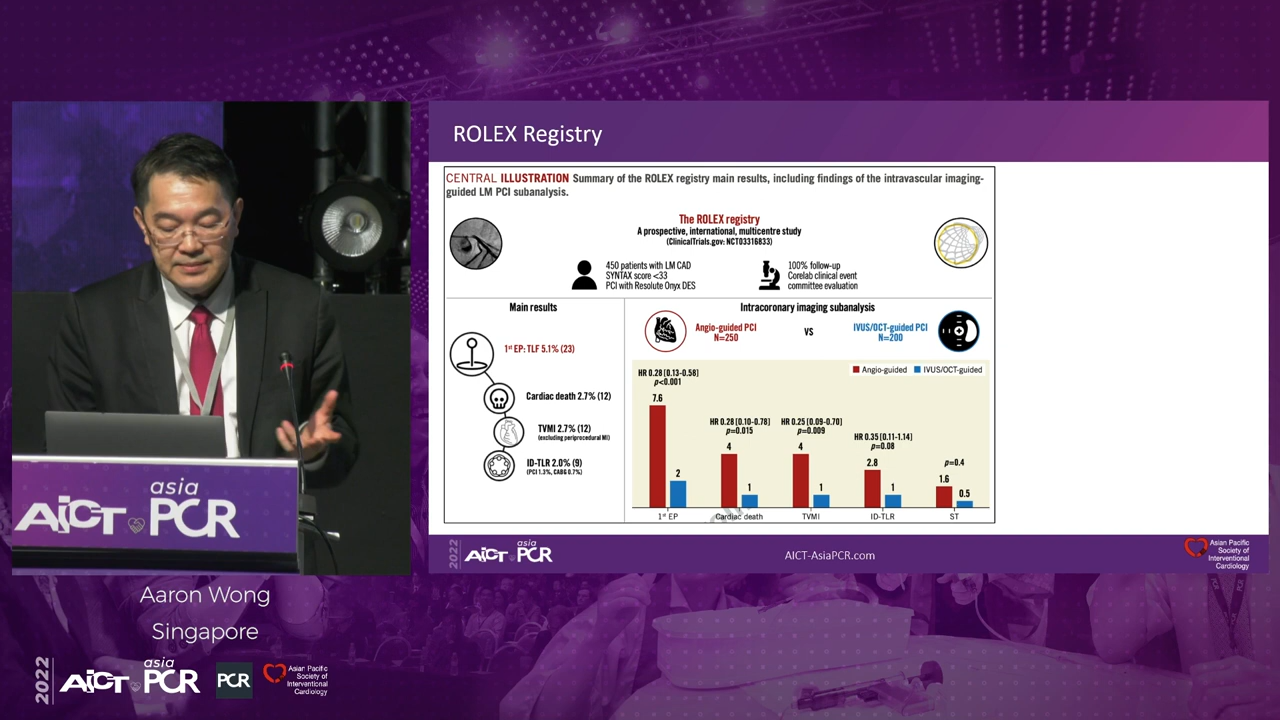 ROLEX Registry
CENTRAL ILLUSTRATION Summary of the ROLEX registry main results, including findings of the intravascular imaging-
guided LM PCI subanalysis.
The ROLEX registry
A prospective, international, multicentre study
(ClinicalTrials.gov: NCT03316833)
450 patients with LM CAD
SYNTAX score <33
PCI with Resolute Onyx DES
100% follow-up
Corelab clinical event
committee evaluation
Main results
1st EP: TLF 5.1% (23)
Cardiac death 2.7% (12)
TVMI 2.7% (12)
(excluding periprocedural MI)
ID-TLR 2.0% (9)
(PCI 1.3%, CABG 0.7%)
Intracoronary imaging subanalysis
Angio-guided PCI
N=250
VS
IVUS/OCT-guided PCI
N=200
Angio-guided IVUS/OCT-guided
HR 0.28 [0.13-0.58]
p<0.001
7.6
2
1st EP
HR 0.28 [0.10-0.78]
p=0.015
4
1
Cardiac death
HR 0.25 [0.09-0.70]
p=0.009
4
1
TVMI
HR 0.35 [0.11-1.14]
p=0.08
2.8
1
ID-TLR
p=0.4
1.6
0.5
ST
2022 AICT asia PCR
AICT-AsiaPCR.com
Asian Pacific
Society of
Interventional
Cardiology
AICT asia PCR
Aaron Wong
Singapore
2022 AICT asia PCR
PCR
Asian Pacific
Society of
Interventional
Cardiology